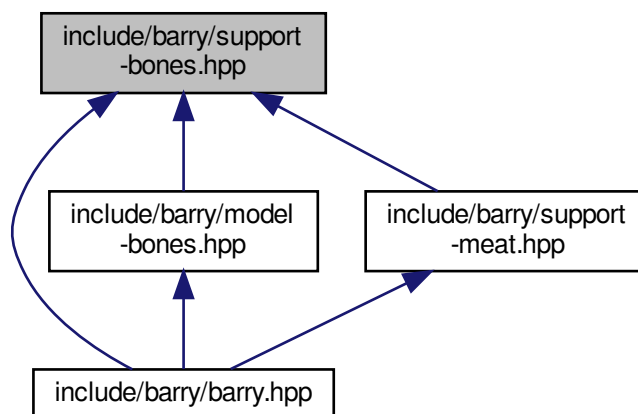 include/barry/support
-bones.hpp
include/barry/model
-bones.hpp
include/barry/support
-meat.hpp
include/barry/barry.hpp